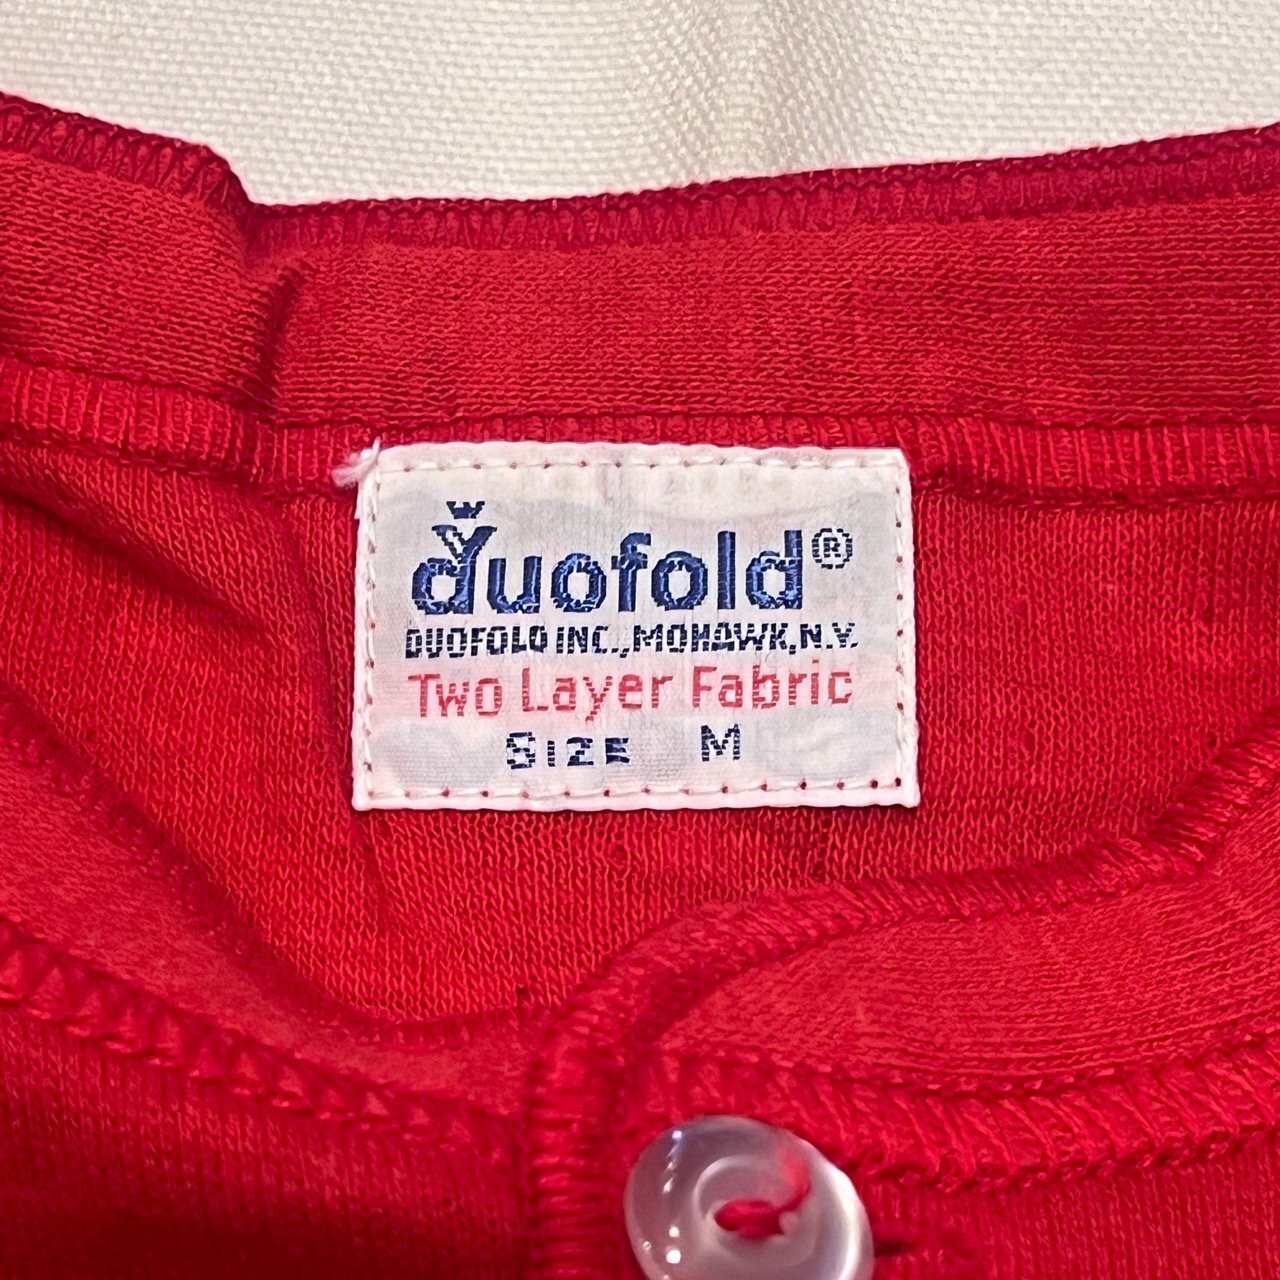 duofold®
DUOFOLD INC., MOHAWK, N.Y.
Two Layer Fabric
SIZE M